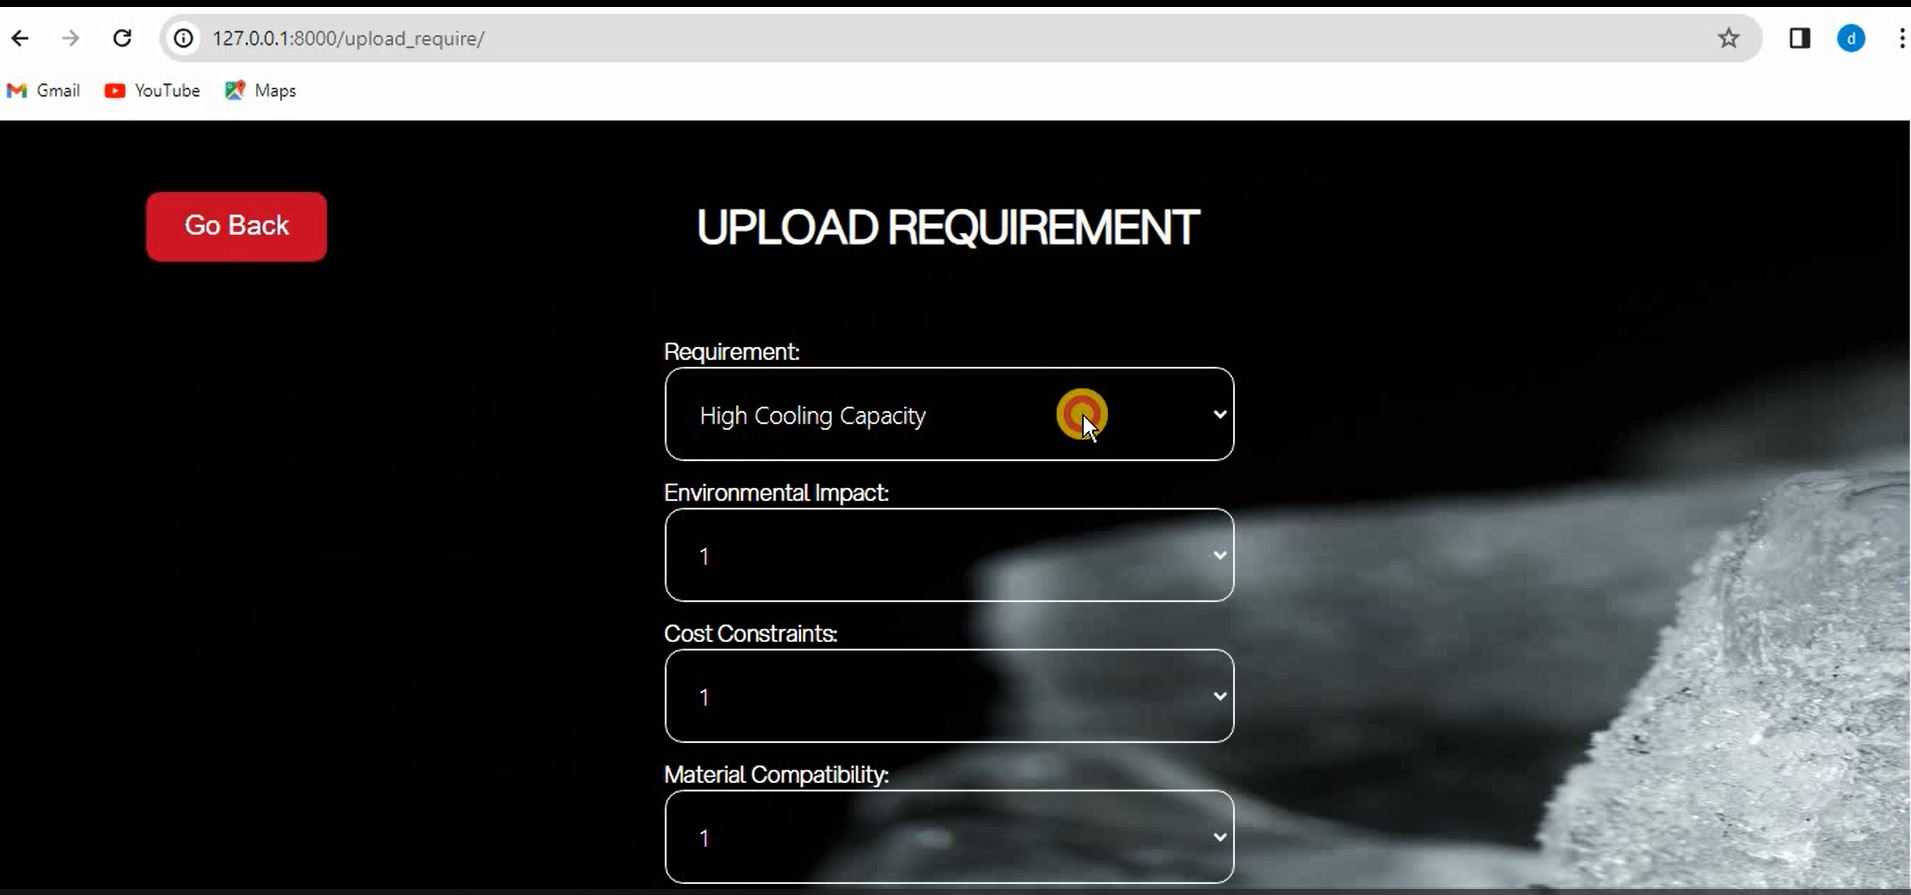 127.0.0.1:8000/upload_require/
d
Gmail YouTube Maps
Go Back
UPLOAD REQUIREMENT
Requirement:
High Cooling Capacity
Environmental Impact:
1
Cost Constraints:
1
Material Compatibility:
1